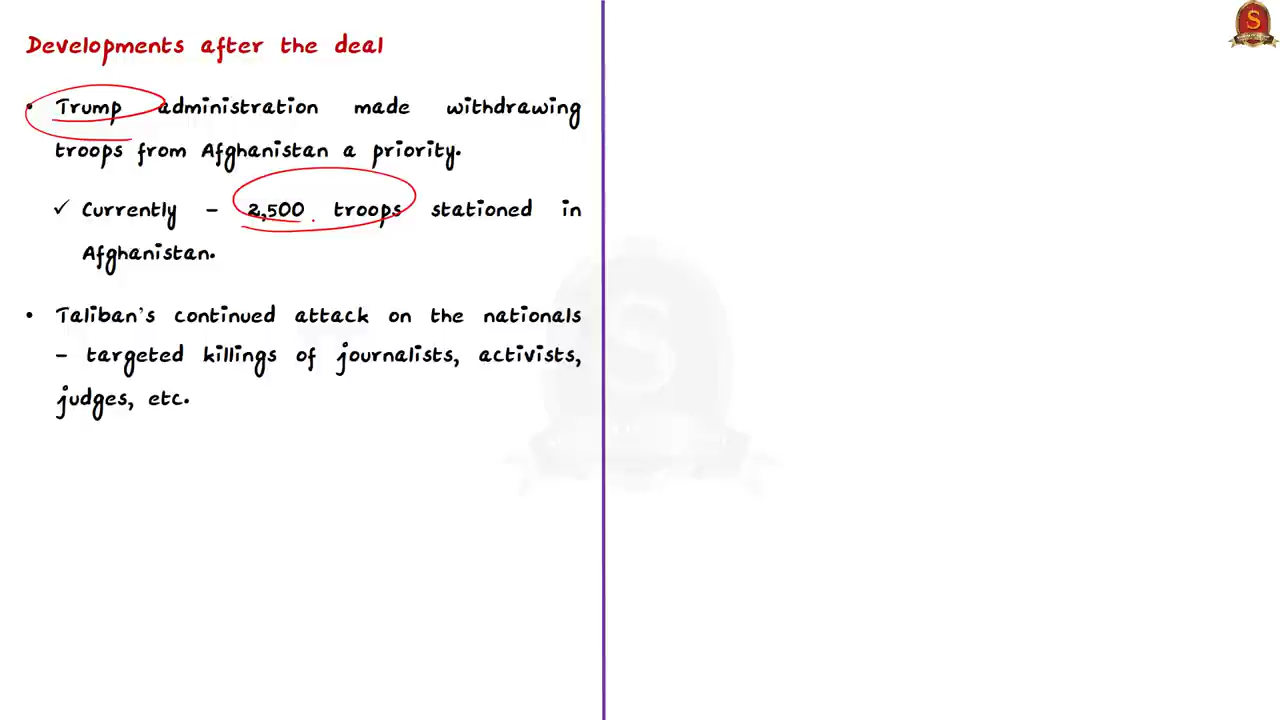 Developments after the deal
• Trump administration made withdrawing
troops from Afghanistan a priority.
✓ Currently – 2,500 troops stationed in
Afghanistan.
• Taliban's continued attack on the nationals
– targeted killings of journalists, activists,
judges, etc.
S
S